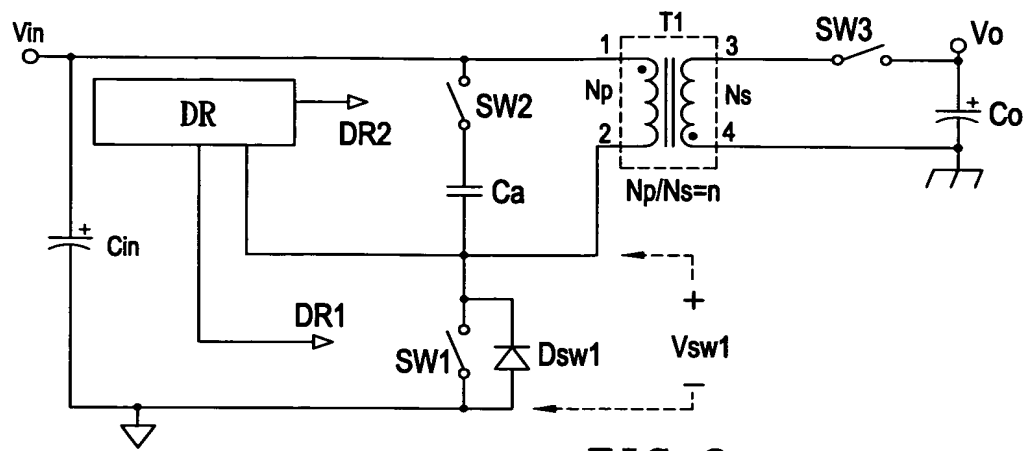 Vin
T1
SW3
Vo
1
3
DR
SW2
Np
Ns
+
Co
DR2
2
4
Ca
Np/Ns=n
+
Cin
DR1
+
SW1
Dsw1
Vsw1
−